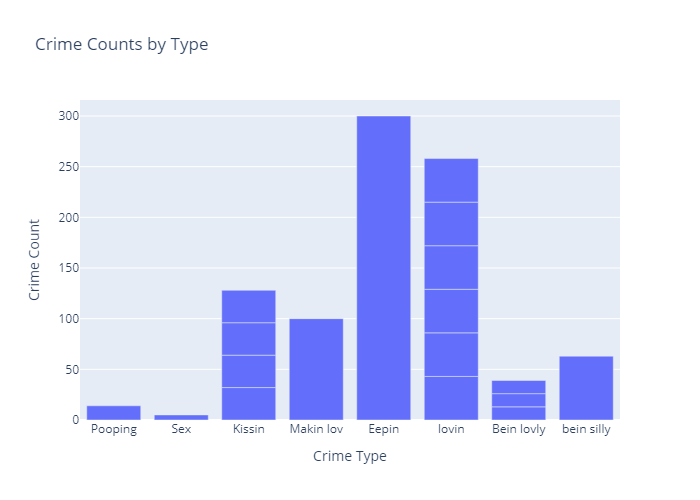 Crime Counts by Type
300
250
200
150
100
50
0
Crime Count
Pooping Sex Kissin Makin lov Eepin lovin Bein lovly bein silly
Crime Type